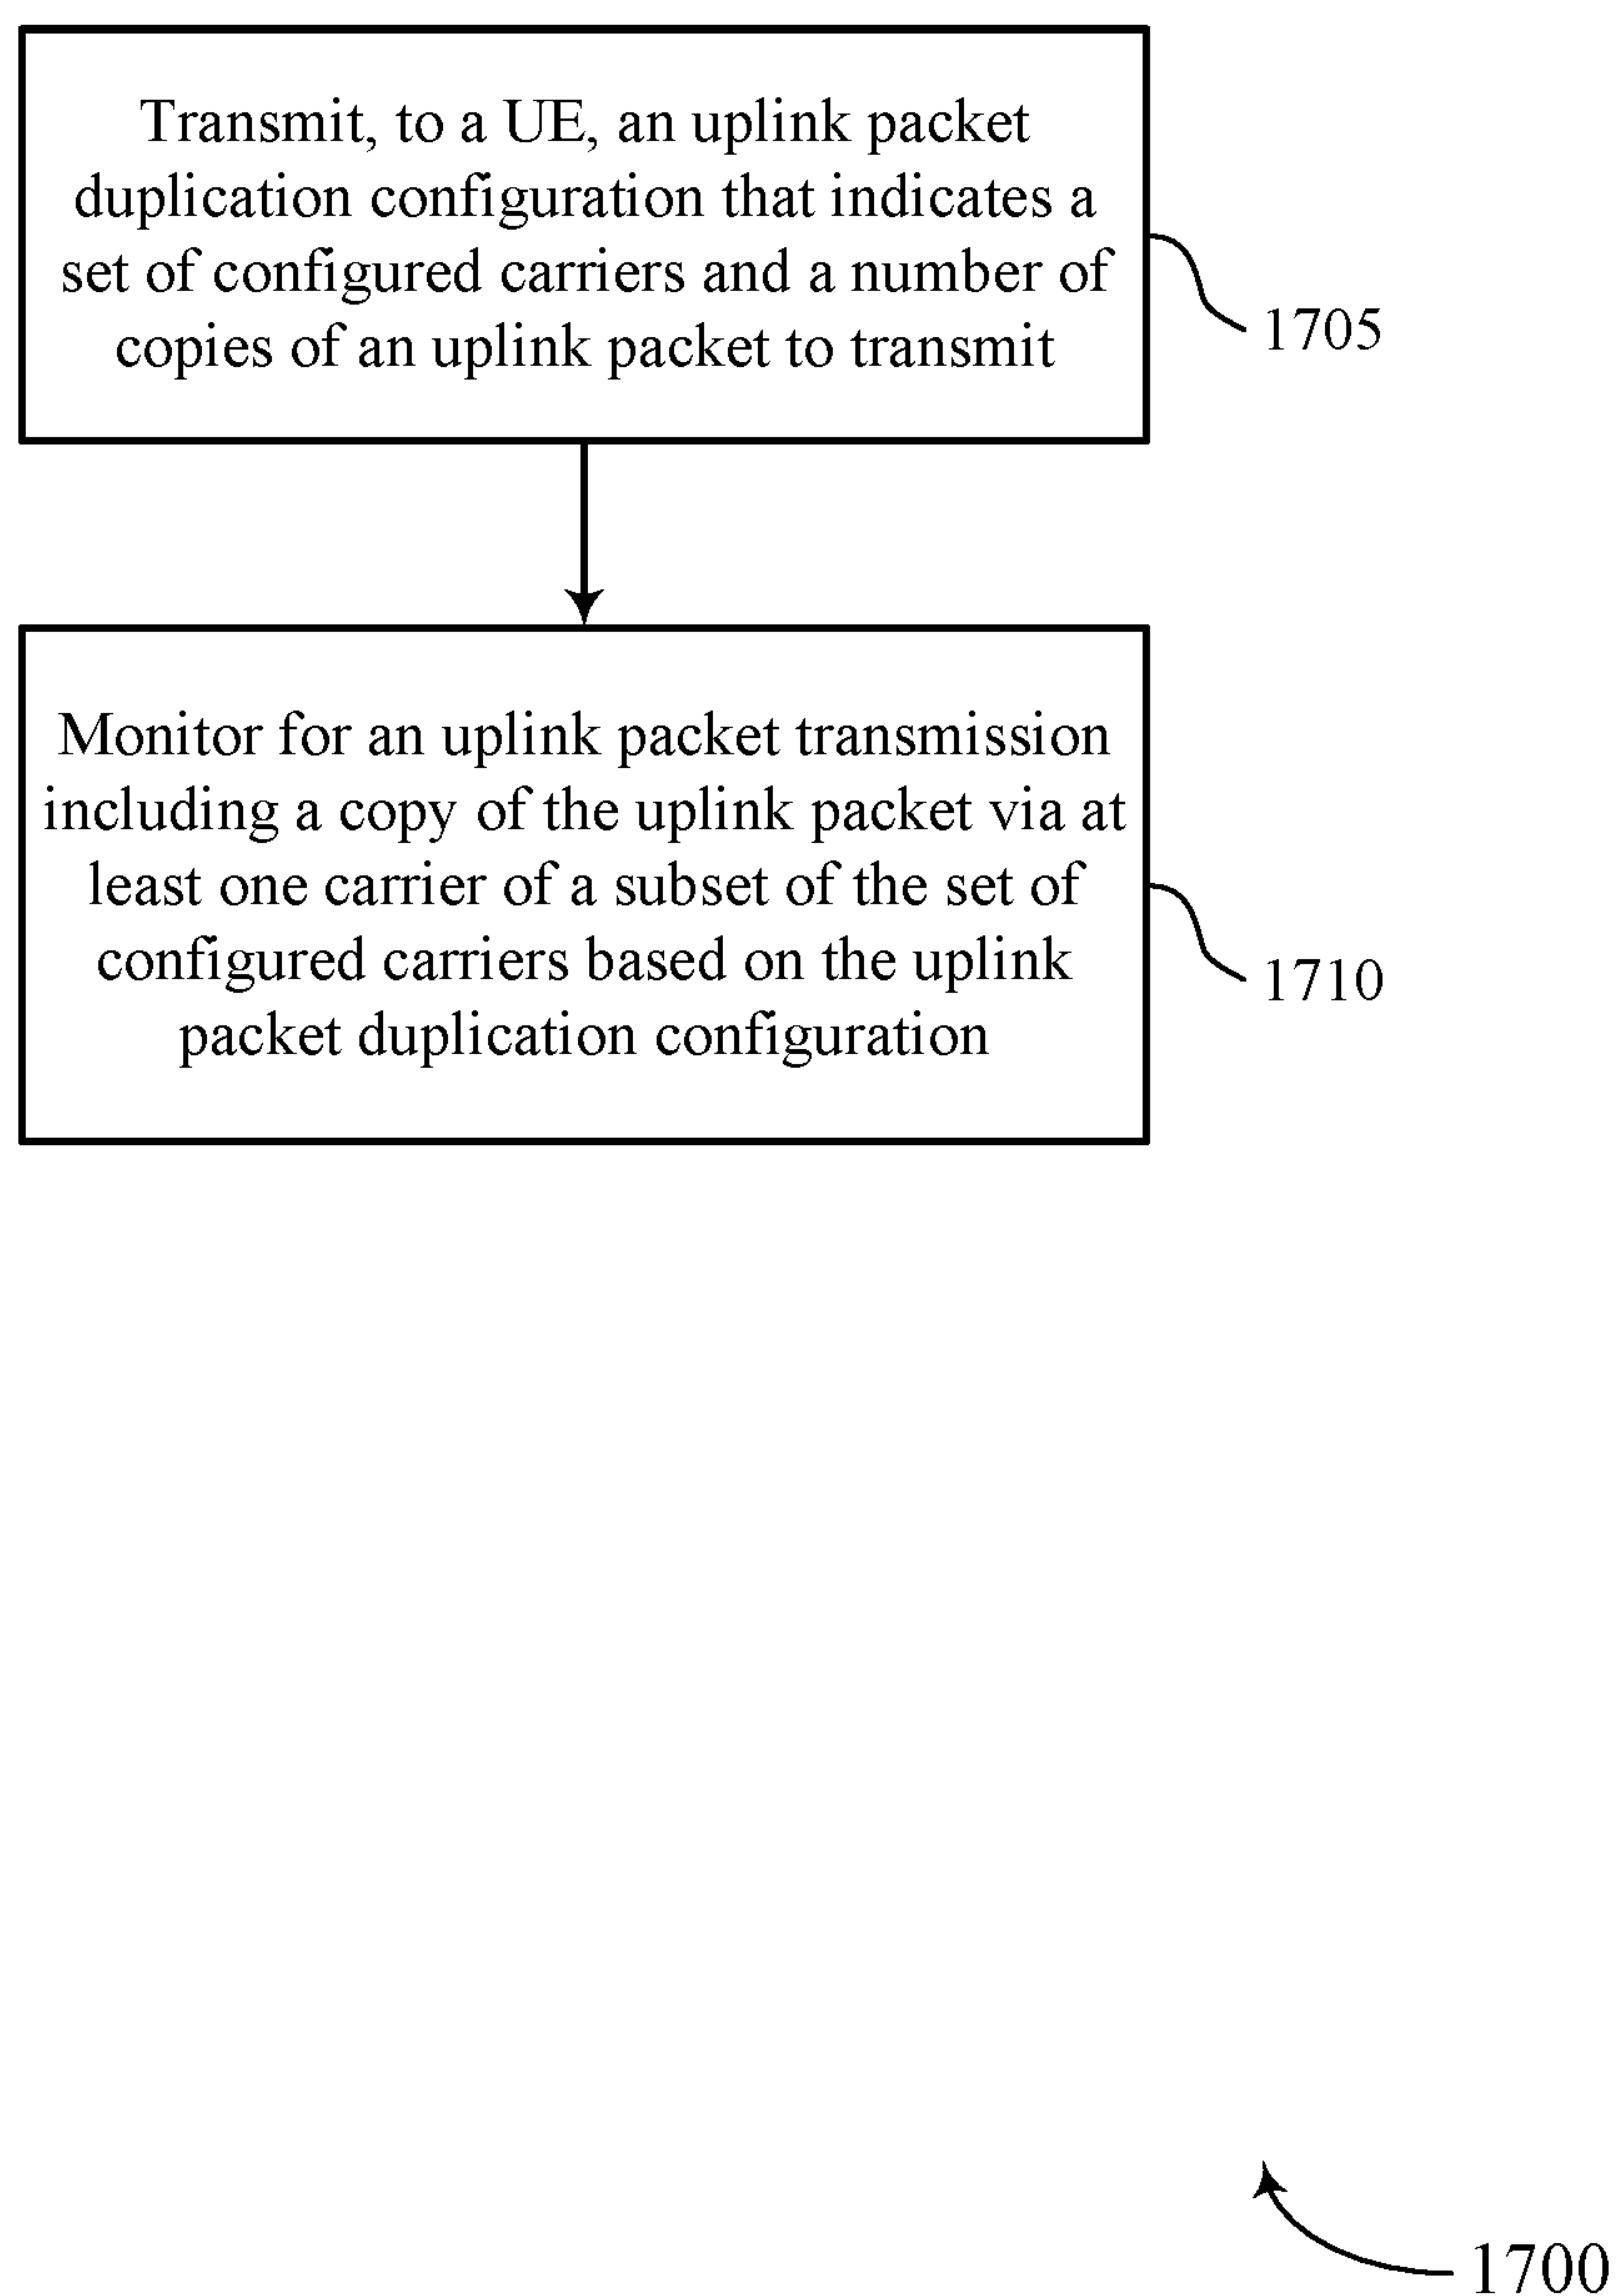 Transmit, to a UE, an uplink packet
duplication configuration that indicates a
set of configured carriers and a number of
copies of an uplink packet to transmit
1705
Monitor for an uplink packet transmission
including a copy of the uplink packet via at
least one carrier of a subset of the set of
configured carriers based on the uplink
packet duplication configuration
1710
1700